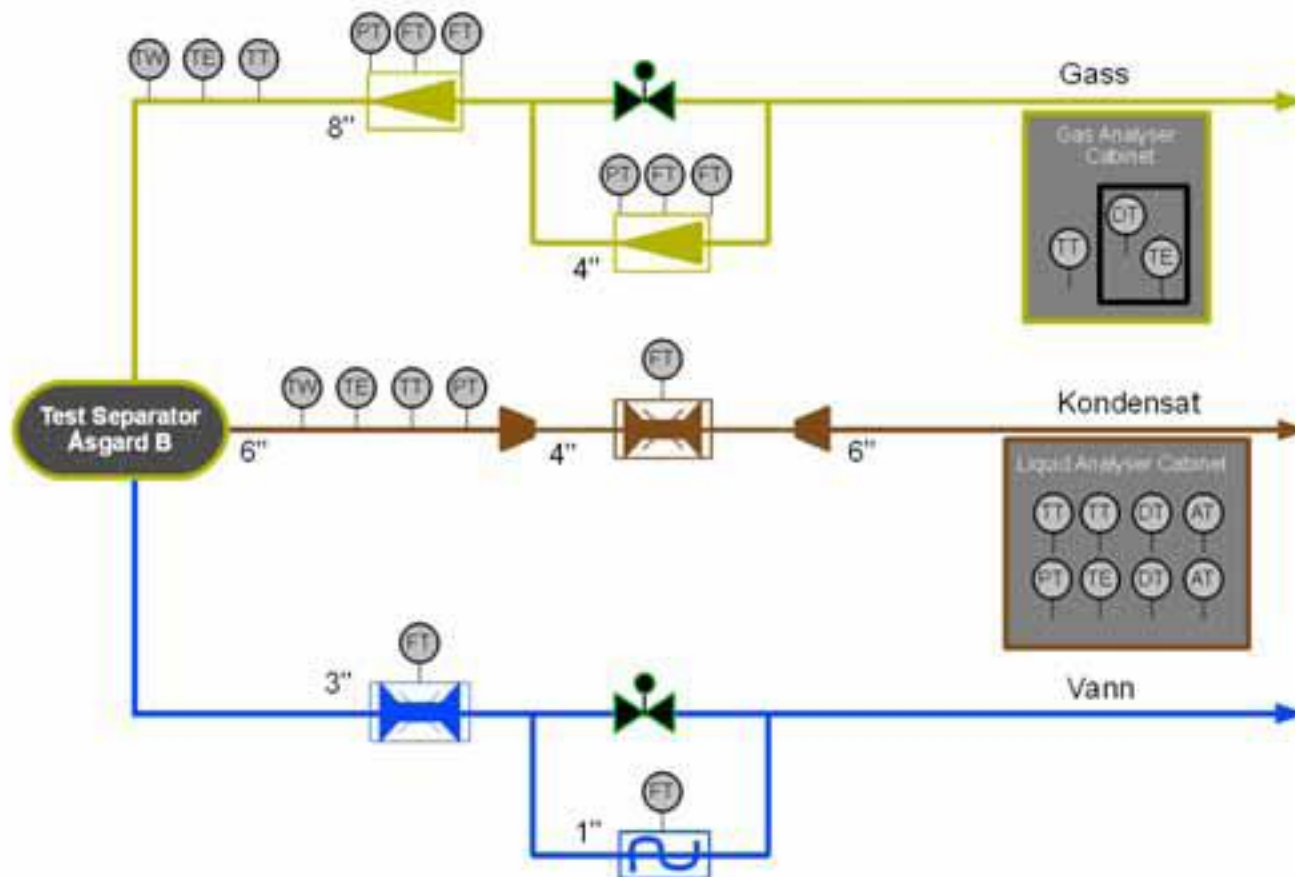 TW TE TT PT FT FT
8"
Gass
Gas Analyser
Cabinet
PT FT FT
4"
DT
TT
TE
Test Separator
Åsgard B
TW TE TT PT
FT
6" 4" 6"
Kondensat
Liquid Analyser Cabinet
TT TT DT AT
PT TE DT AT
FT
3"
Vann
FT
1"